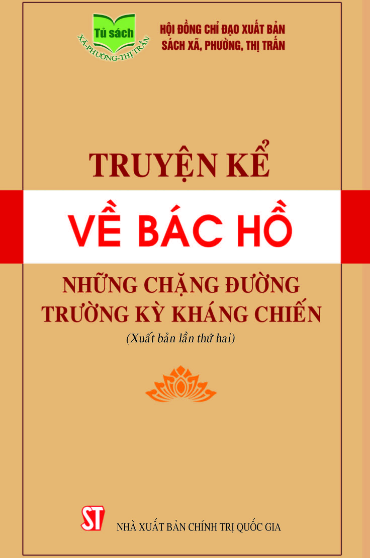 Tủ sách
XÃ-PHƯỜNG-THỊ TRẤN
HỘI ĐỒNG CHỈ ĐẠO XUẤT BẢN
SÁCH XÃ, PHƯỜNG, THỊ TRẤN
TRUYỆN KỂ
VỀ BÁC HỒ
NHỮNG CHẶNG ĐƯỜNG
TRƯỜNG KỲ KHÁNG CHIẾN
(Xuất bản lần thứ hai)
ST
NHÀ XUẤT BẢN CHÍNH TRỊ QUỐC GIA